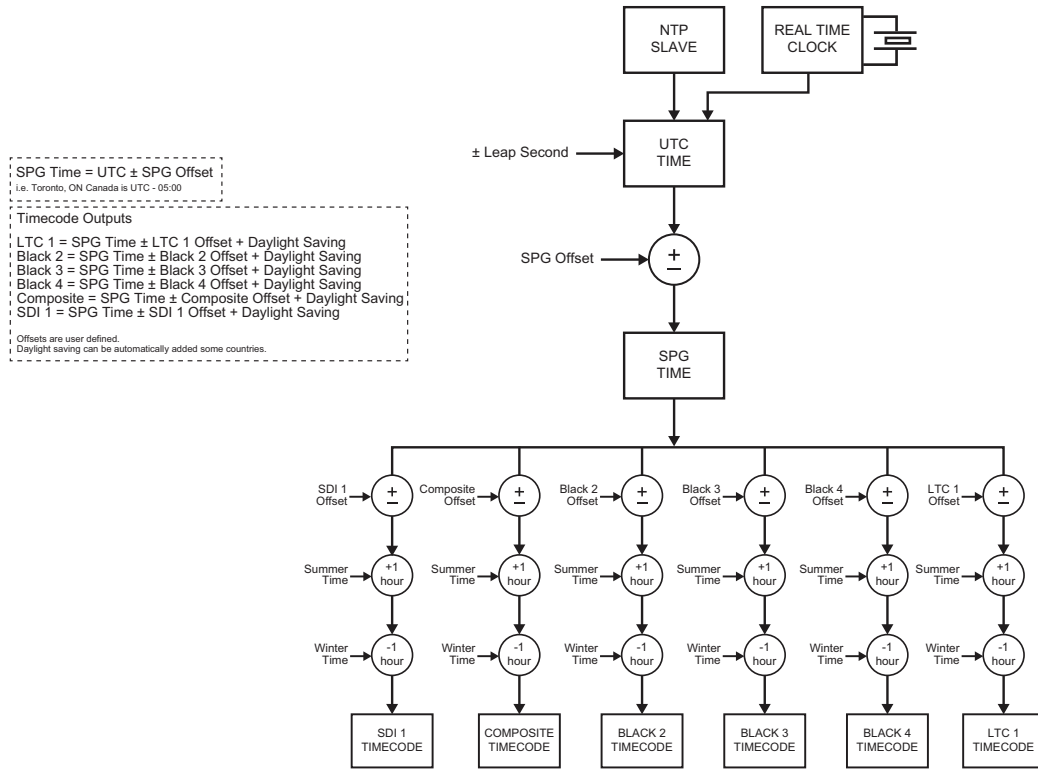 NTP
SLAVE
REAL TIME
CLOCK
± Leap Second
UTC
TIME
SPG Time = UTC ± SPG Offset
i.e. Toronto, ON Canada is UTC - 05:00
Timecode Outputs
LTC 1 = SPG Time ± LTC 1 Offset + Daylight Saving
Black 2 = SPG Time ± Black 2 Offset + Daylight Saving
Black 3 = SPG Time ± Black 3 Offset + Daylight Saving
Black 4 = SPG Time ± Black 4 Offset + Daylight Saving
Composite = SPG Time ± Composite Offset + Daylight Saving
SDI 1 = SPG Time ± SDI 1 Offset + Daylight Saving
Offsets are user defined.
Daylight saving can be automatically added some countries.
SPG Offset
±
SPG
TIME
SDI 1
Offset
±
Composite
Offset
±
Black 2
Offset
±
Black 3
Offset
±
Black 4
Offset
±
LTC 1
Offset
±
Summer
Time
+1
hour
Summer
Time
+1
hour
Summer
Time
+1
hour
Summer
Time
+1
hour
Summer
Time
+1
hour
Summer
Time
+1
hour
Winter
Time
-1
hour
Winter
Time
-1
hour
Winter
Time
-1
hour
Winter
Time
-1
hour
Winter
Time
-1
hour
Winter
Time
-1
hour
SDI 1
TIMECODE
COMPOSITE
TIMECODE
BLACK 2
TIMECODE
BLACK 3
TIMECODE
BLACK 4
TIMECODE
LTC 1
TIMECODE